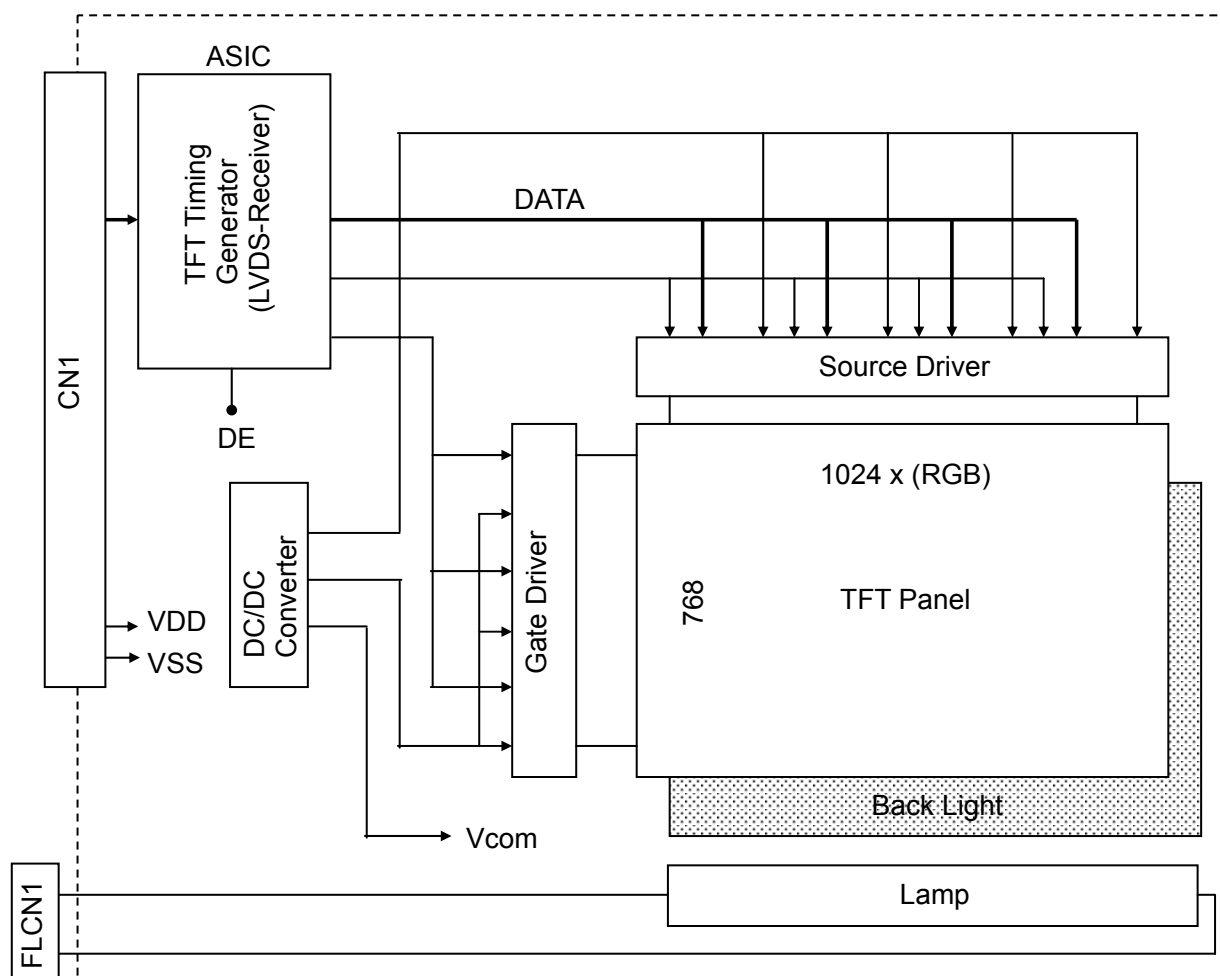 ASIC
TFT Timing
Generator
(LVDS-Receiver)
DATA
CN1
Source Driver
DE
1024 x (RGB)
DC/DC
Converter
Gate Driver
768
TFT Panel
VDD
VSS
Back Light
Vcom
Lamp
FLCN1